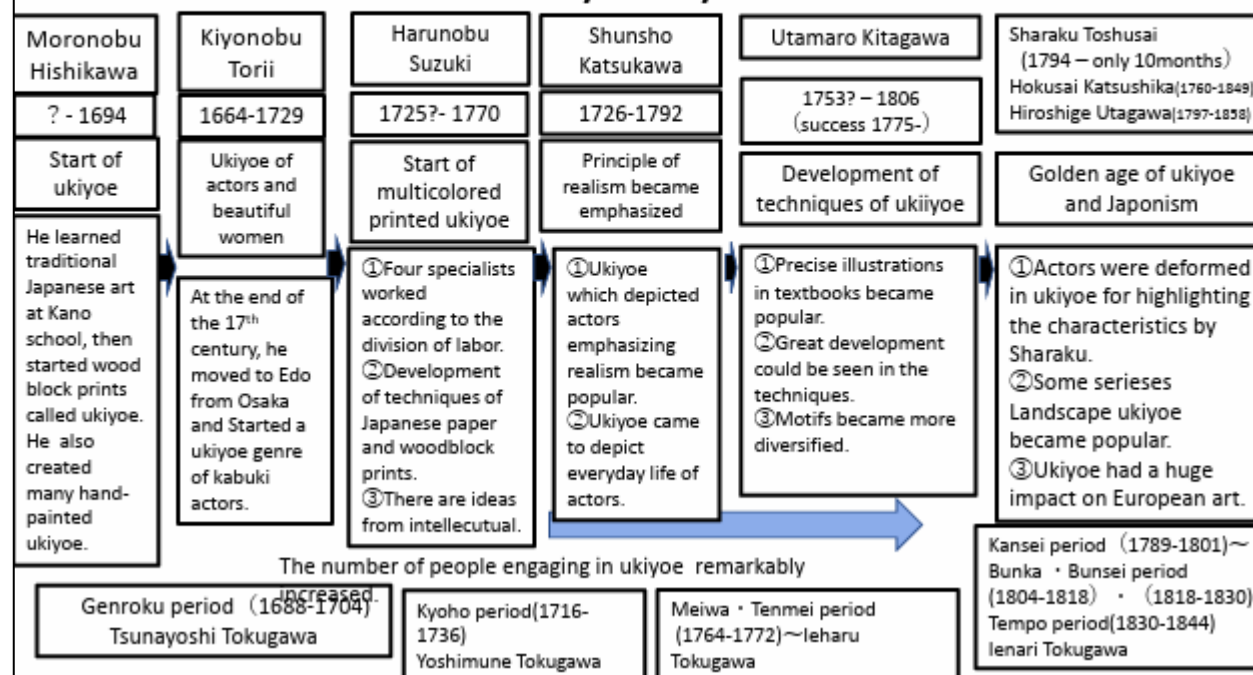 Moronobu
Hishikawa
? - 1694
Start of
ukiyoe
He learned
traditional
Japanese art
at Kano
school, then
started wood
block prints
called ukiyoe.
He also
created
many hand-
painted
ukiyoe.
Kiyonobu
Torii
1664-1729
Ukiyoe of
actors and
beautiful
women
At the end of
the 17th
century, he
moved to Edo
from Osaka
and Started a
ukiyoe genre
of kabuki
actors.
Harunobu
Suzuki
1725?- 1770
Start of
multicolored
printed ukiyoe
①Four specialists
worked
according to the
division of labor.
②Development
of techniques of
Japanese paper
and woodblock
prints.
③There are ideas
from intellecutual.
Shunsho
Katsukawa
1726-1792
Principle of
realism became
emphasized
①Ukiyoe
which depicted
actors
emphasizing
realism became
popular.
②Ukiyoe came
to depict
everyday life of
actors.
Utamaro Kitagawa
1753? – 1806
（success 1775-）
Development of
techniques of ukiiyoe
①Precise illustrations
in textbooks became
popular.
②Great development
could be seen in the
techniques.
③Motifs became more
diversified.
Sharaku Toshusai
（1794 – only 10months）
Hokusai Katsushika(1760-1849)
Hiroshige Utagawa(1797-1858)
Golden age of ukiyoe
and Japonism
①Actors were deformed
in ukiyoe for highlighting
the characteristics by
Sharaku.
②Some serieses
Landscape ukiyoe
became popular.
③Ukiyoe had a huge
impact on European art.
The number of people engaging in ukiyoe remarkably
increased.
Genroku period（1688-1704）
Tsunayoshi Tokugawa
Kyoho period(1716-
1736)
Yoshimune Tokugawa
Meiwa・Tenmei period
（1764-1772）～Ieharu
Tokugawa
Kansei period（1789-1801）～
Bunka・Bunsei period
(1804-1818）・（1818-1830）
Tempo period(1830-1844)
Ienari Tokugawa